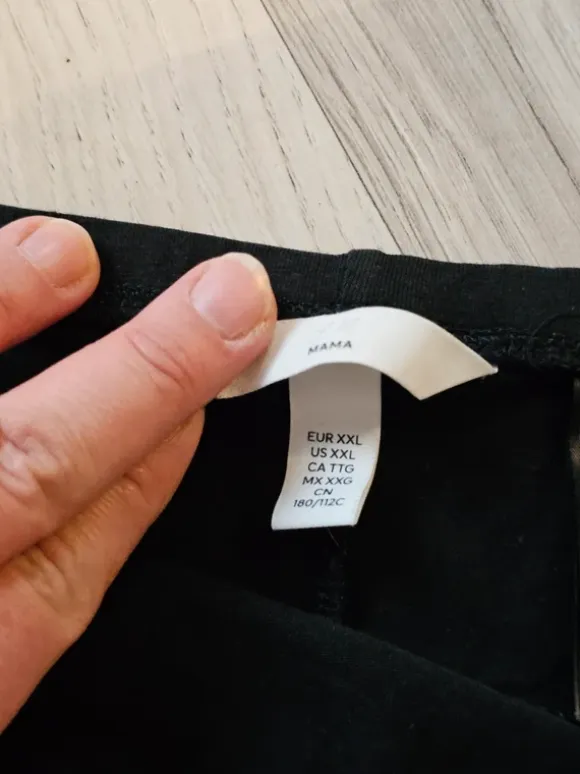 MAMA
EUR XXL
US XXL
CA TTG
MX XXG
CN
180/112C